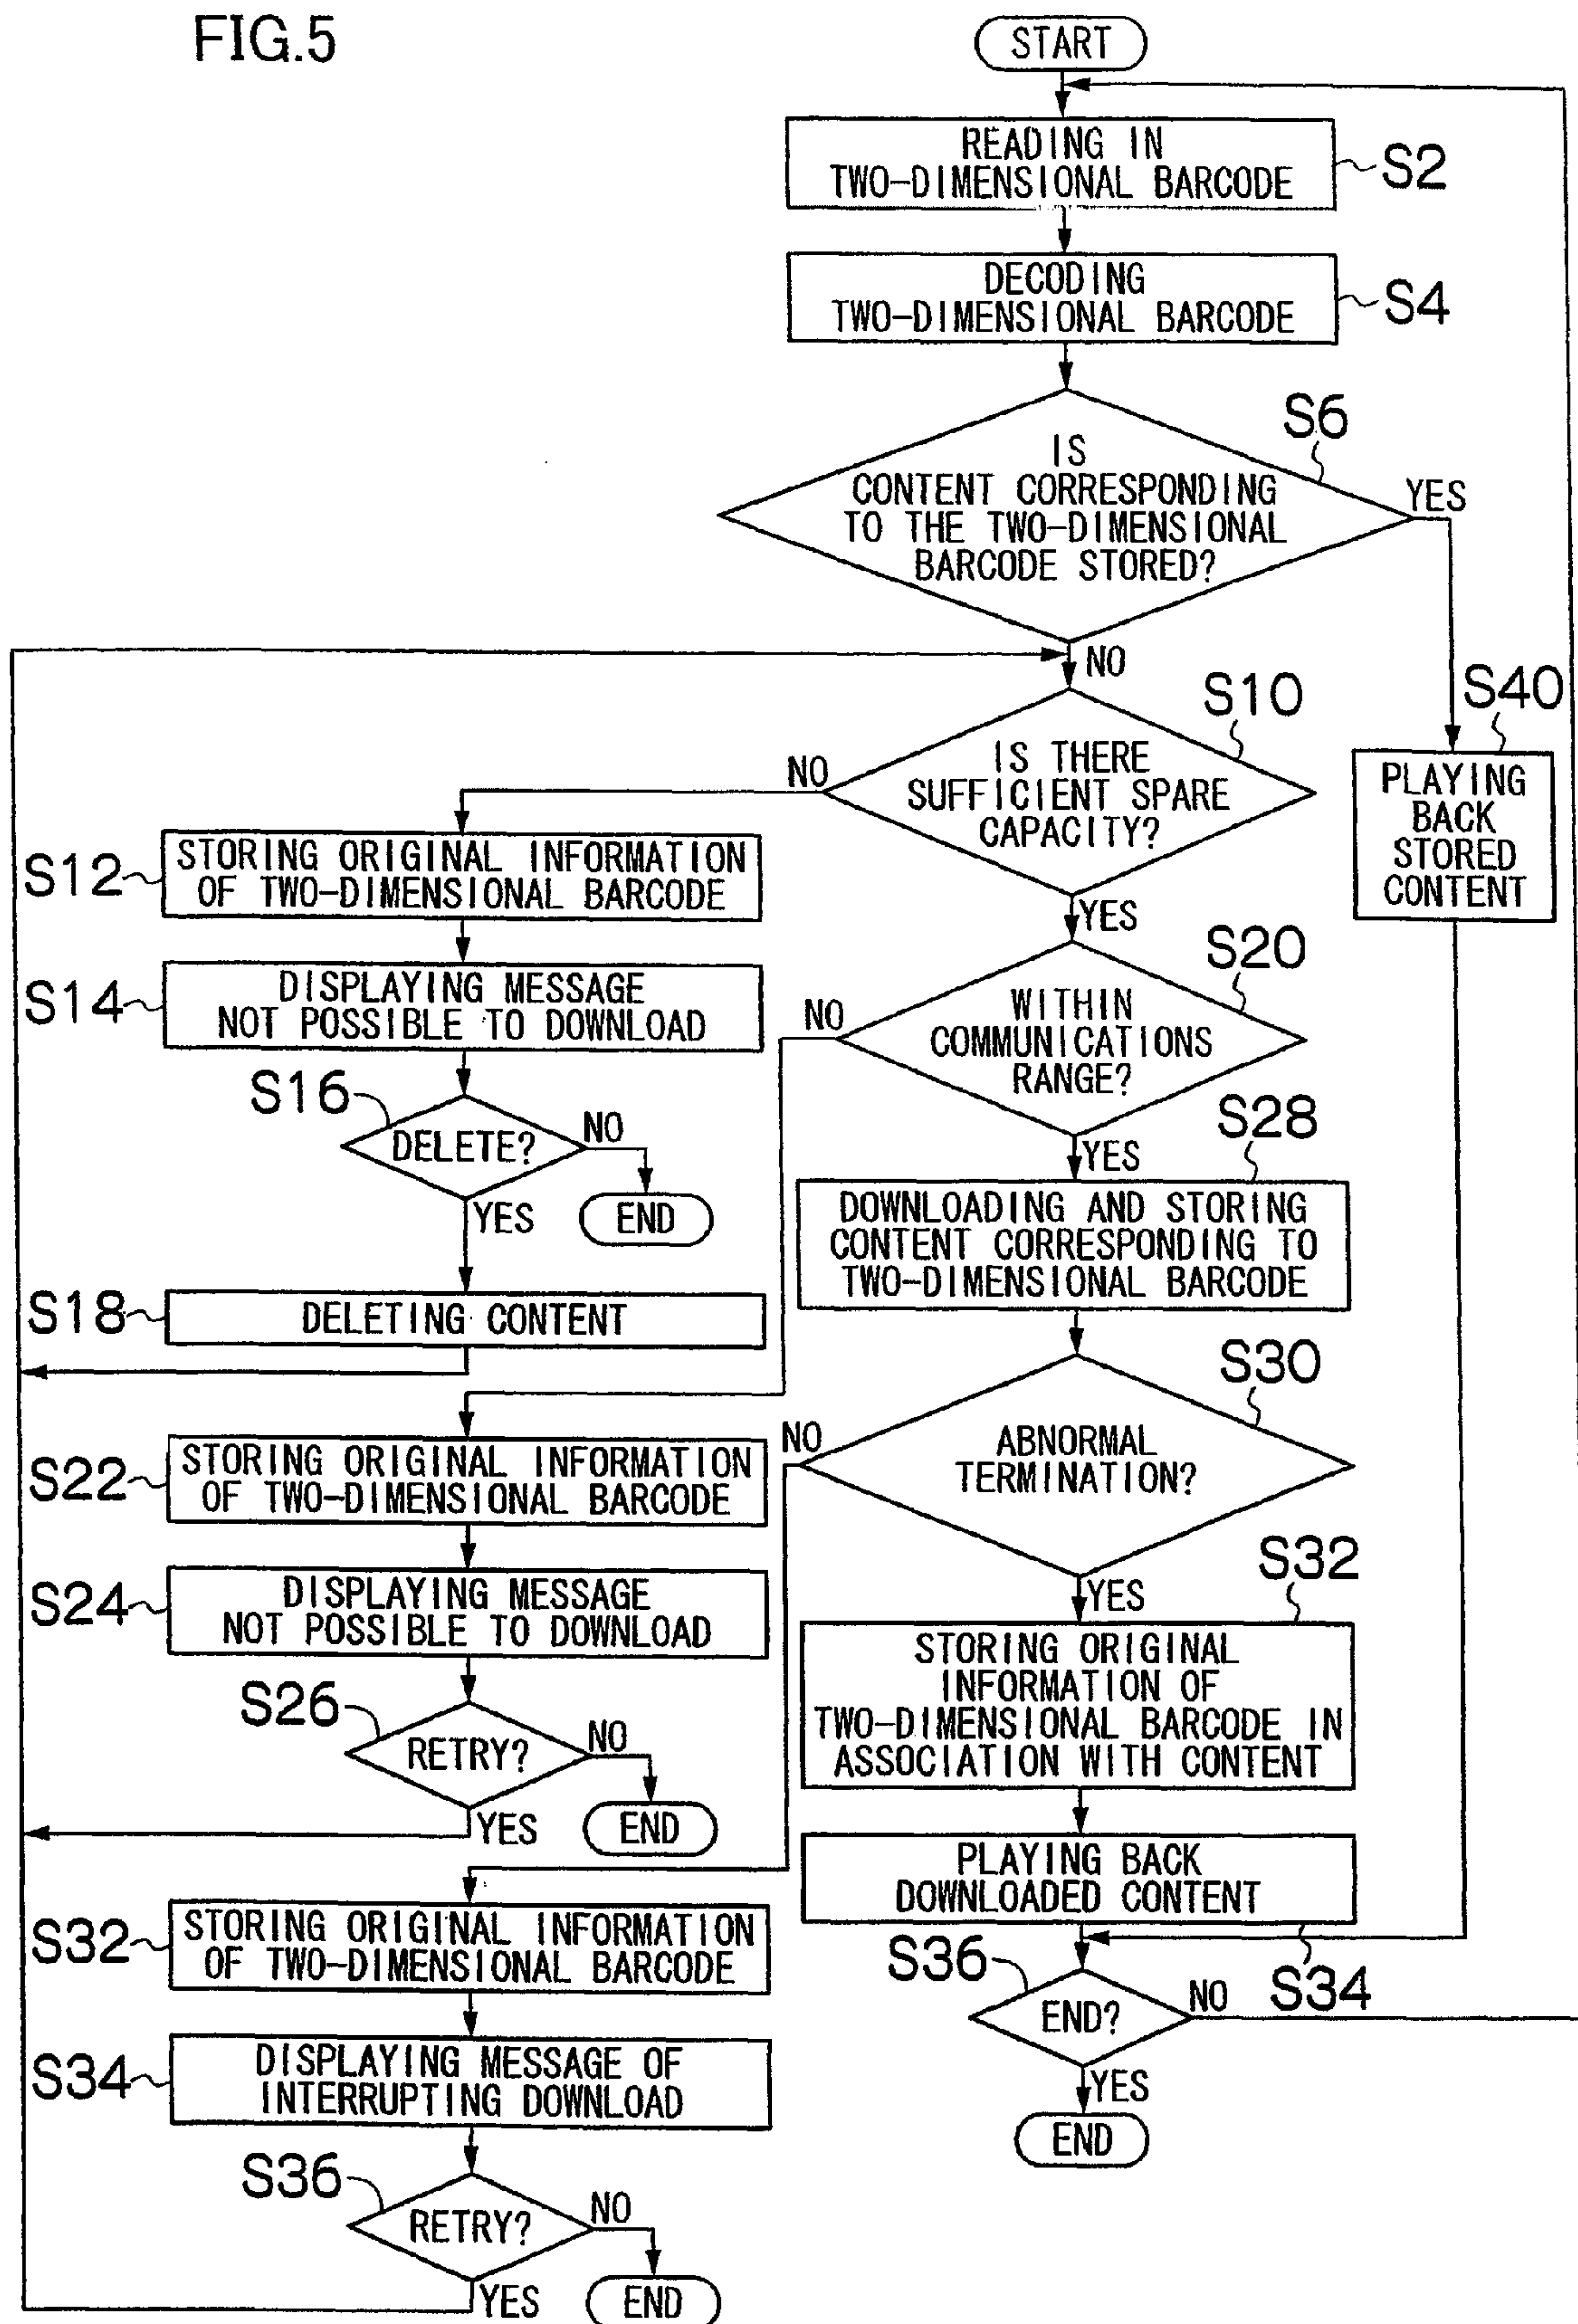 FIG.5
START
READING IN
TWO-DIMENSIONAL BARCODE
S2
DECODING
TWO-DIMENSIONAL BARCODE
S4
S6
IS
CONTENT CORRESPONDING
TO THE TWO-DIMENSIONAL
BARCODE STORED?
YES
NO
S10
IS THERE
SUFFICIENT SPARE
CAPACITY?
NO
YES
S40
PLAYING
BACK
STORED
CONTENT
S12
STORING ORIGINAL INFORMATION
OF TWO-DIMENSIONAL BARCODE
S14
DISPLAYING MESSAGE
NOT POSSIBLE TO DOWNLOAD
S16
DELETE?
NO
END
YES
S18
DELETING CONTENT
S20
WITHIN
COMMUNICATIONS
RANGE?
NO
YES
S28
DOWNLOADING AND STORING
CONTENT CORRESPONDING TO
TWO-DIMENSIONAL BARCODE
S30
ABNORMAL
TERMINATION?
NO
YES
S22
STORING ORIGINAL INFORMATION
OF TWO-DIMENSIONAL BARCODE
S24
DISPLAYING MESSAGE
NOT POSSIBLE TO DOWNLOAD
S26
RETRY?
NO
END
YES
S32
STORING ORIGINAL
INFORMATION OF
TWO-DIMENSIONAL BARCODE IN
ASSOCIATION WITH CONTENT
PLAYING BACK
DOWNLOADED CONTENT
S34
S36
END?
NO
YES
END
S32
STORING ORIGINAL INFORMATION
OF TWO-DIMENSIONAL BARCODE
S34
DISPLAYING MESSAGE OF
INTERRUPTING DOWNLOAD
S36
RETRY?
NO
END
YES